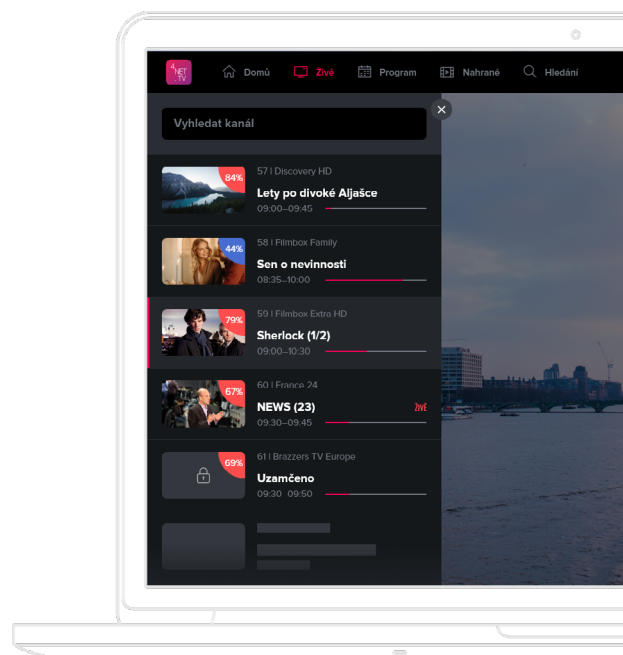 4
NET
.TV
Domů
Živě
Program
Nahrané
Hledání
Vyhledat kanál
84%
57 | Discovery HD
Lety po divoké Aljašce
09:00–09:45
44%
58 | Filmbox Family
Sen o nevinnosti
08:35–10:00
79%
59 | Filmbox Extra HD
Sherlock (1/2)
09:00–10:30
67%
60 | France 24
NEWS (23)
ŽIVĚ
09:30–09:45
69%
61 | Brazzers TV Europe
Uzamčeno
09:30 09:50